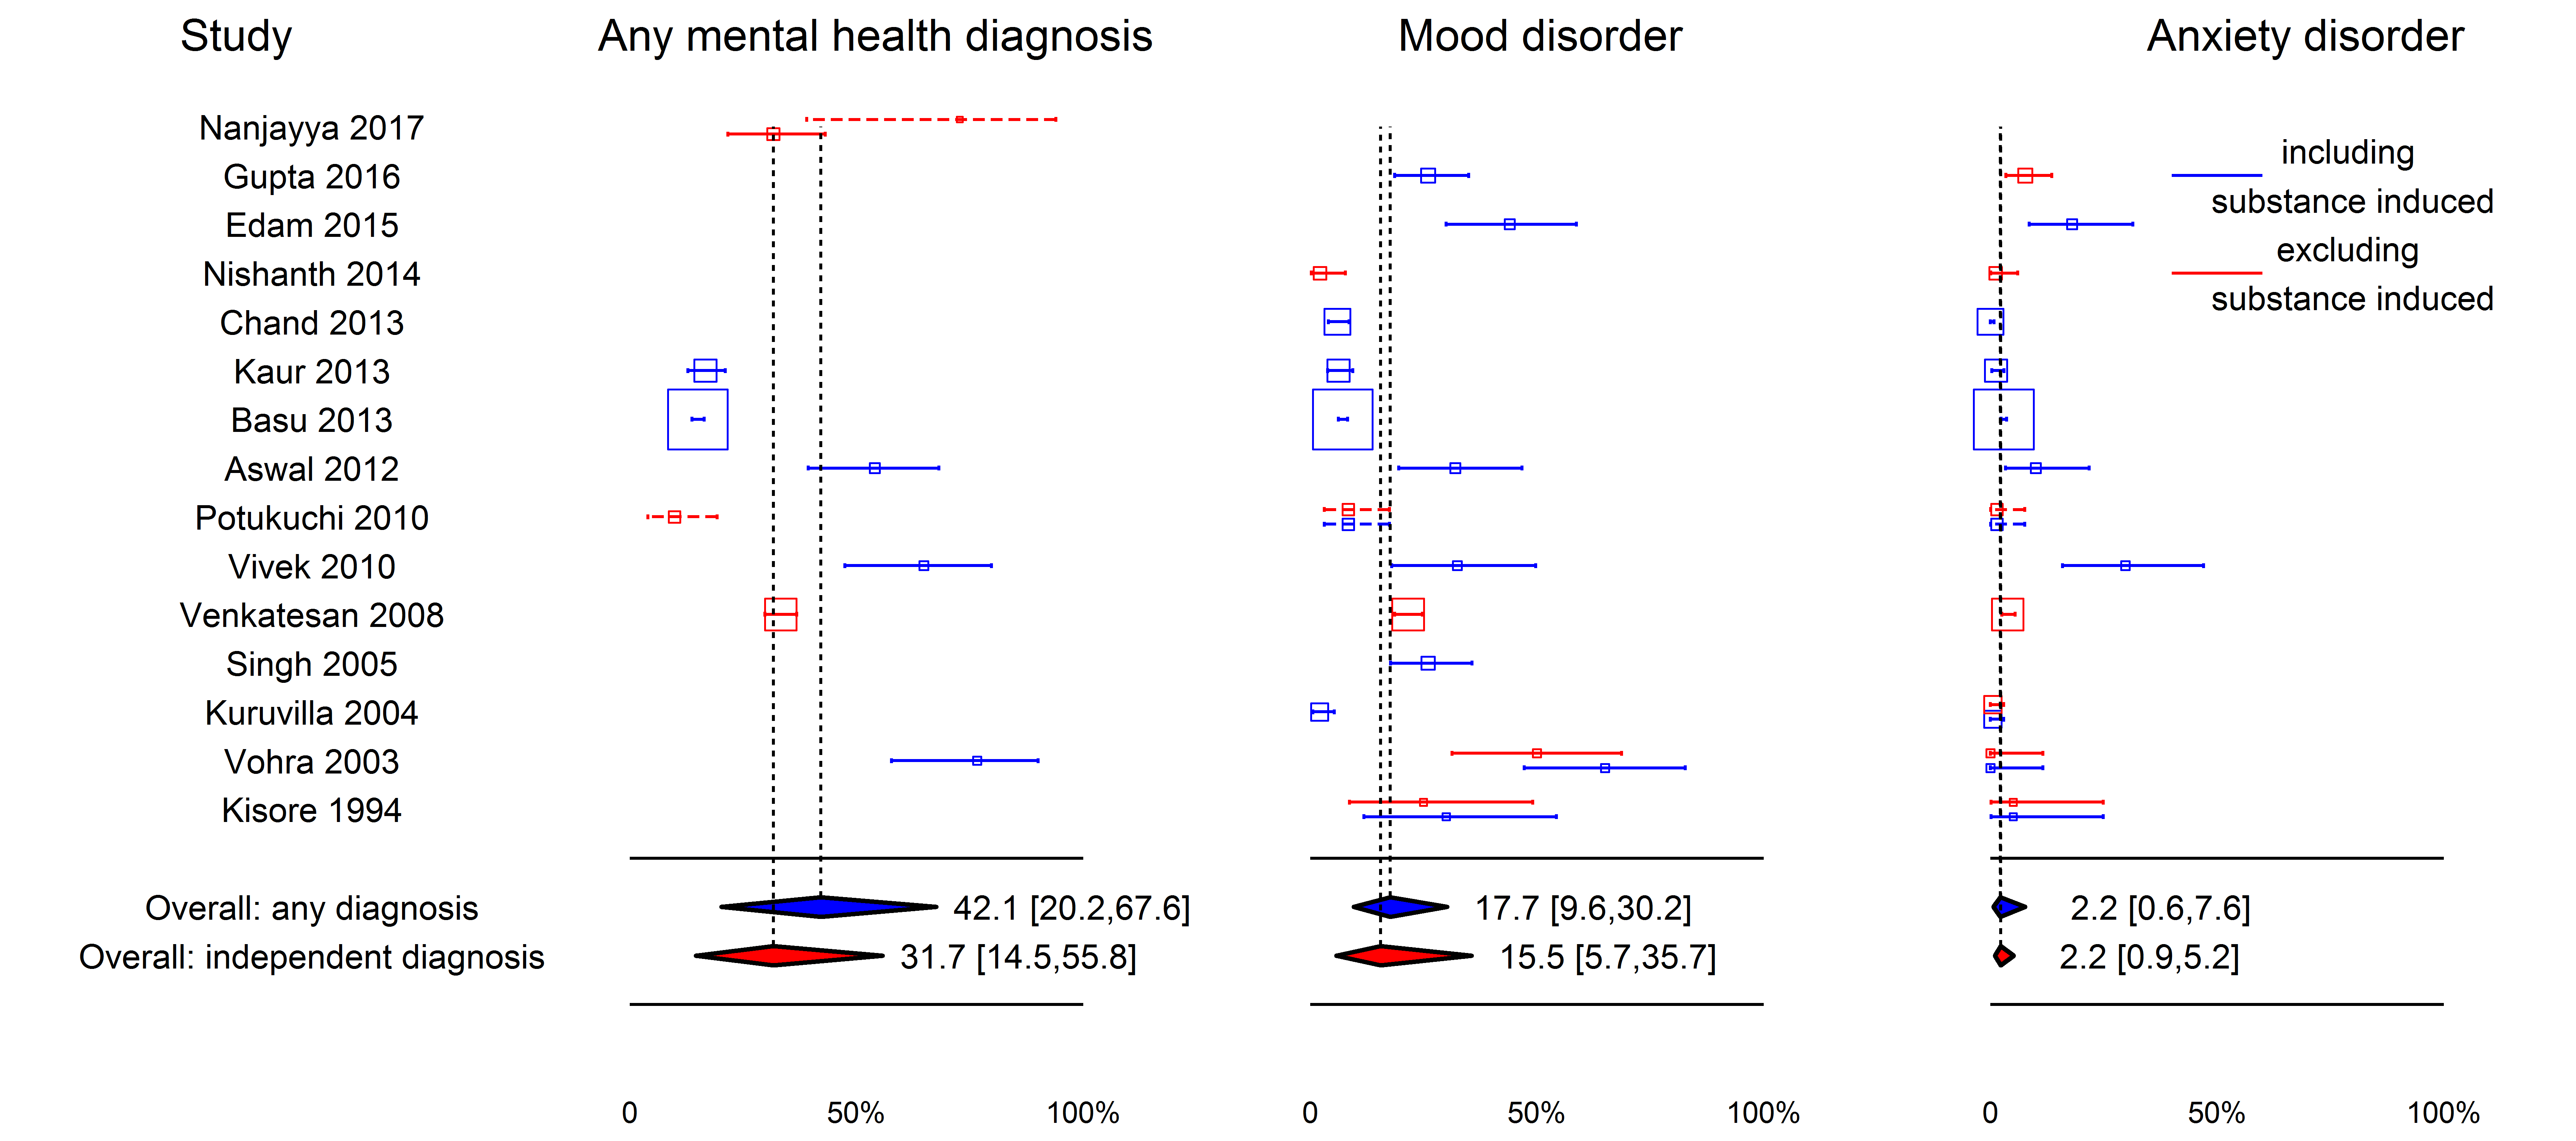 Study Any mental health diagnosis Mood disorder Anxiety disorder
Nanjayya 2017
including
Gupta 2016
substance induced
Edam 2015
excluding
Nishanth 2014
substance induced
Chand 2013
Kaur 2013
Basu 2013
Aswal 2012
Potukuchi 2010
Vivek 2010
Venkatesan 2008
Singh 2005
Kuruvilla 2004
Vohra 2003
Kisore 1994
Overall: any diagnosis 42.1 [20.2,67.6] 17.7 [9.6,30.2] 2.2 [0.6,7.6]
Overall: independent diagnosis 31.7 [14.5,55.8] 15.5 [5.7,35.7] 2.2 [0.9,5.2]
0 50% 100% 0 50% 100% 0 50% 100%